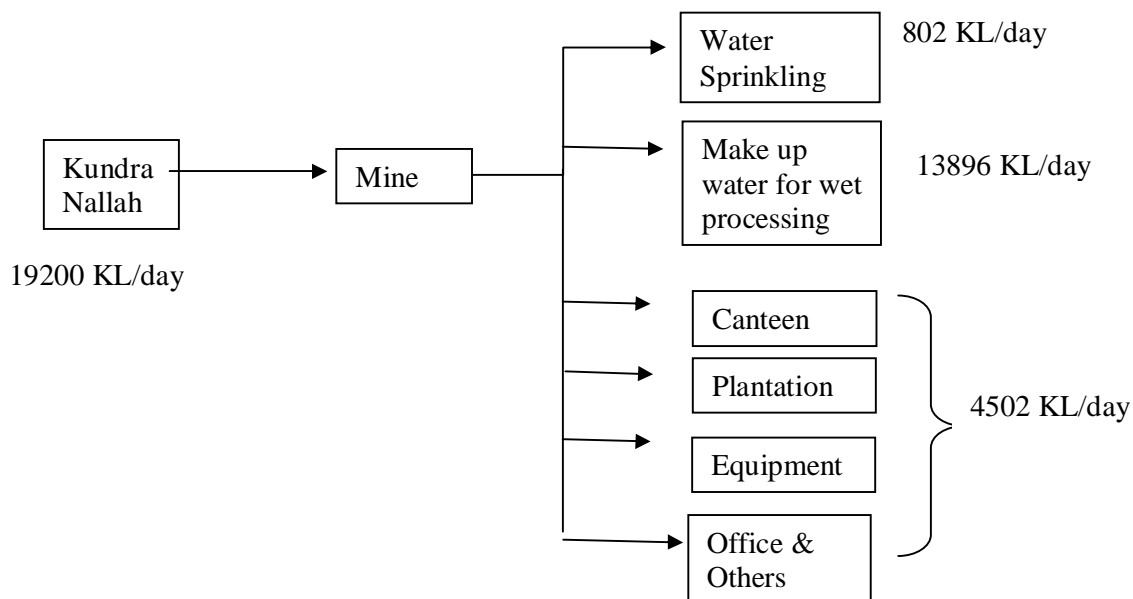 Water
Sprinkling
802 KL/day
Kundra
Nallah
19200 KL/day
Mine
Make up
water for wet
processing
13896 KL/day
Canteen
Plantation
Equipment
Office &
Others
4502 KL/day